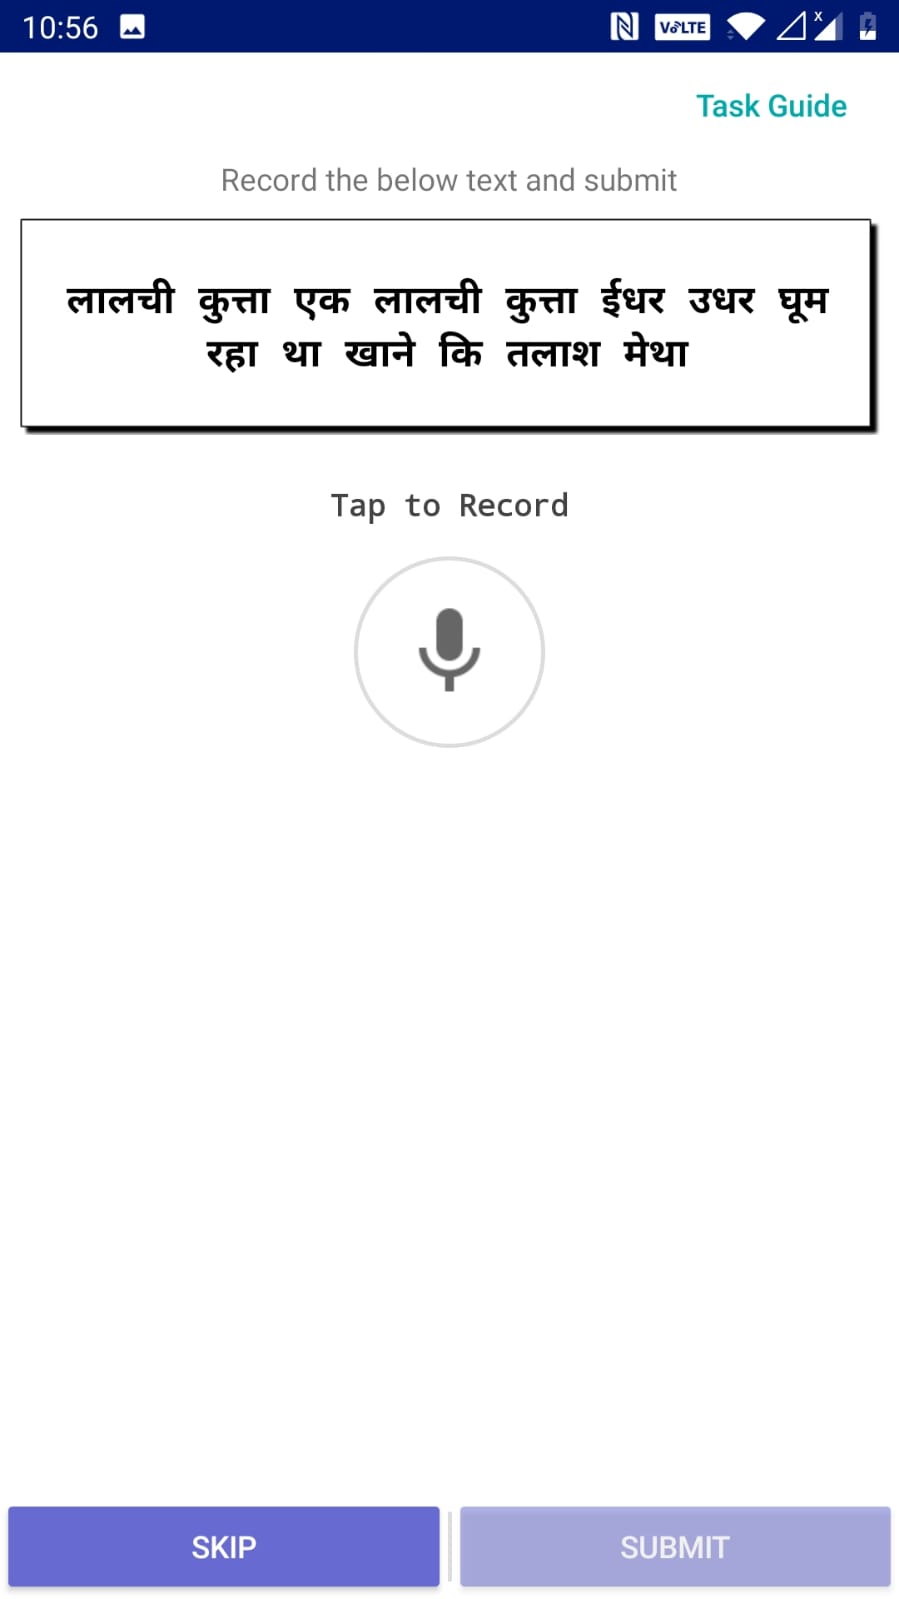 10:56
VoLTE
x
Task Guide
Record the below text and submit
लालची कुत्ता एक लालची कुत्ता ईधर उधर घूम
रहा था खाने कि तलाश मेथा
Tap to Record
SKIP
SUBMIT